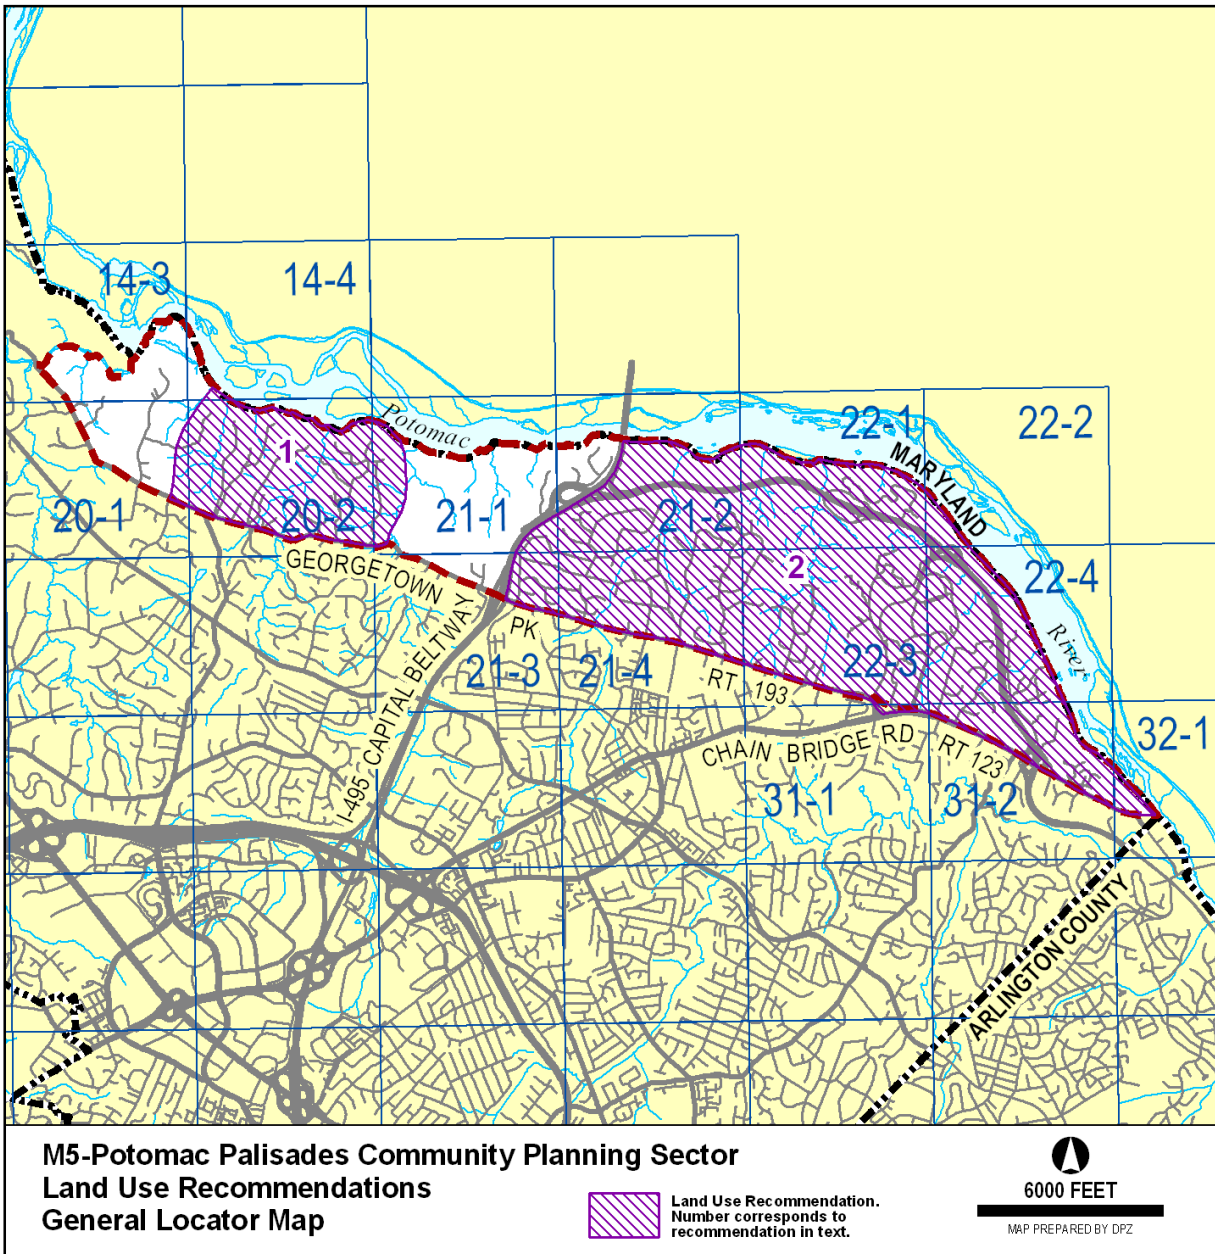 14-3
14-4
Potomac
22-1
22-2
MARYLAND
1
20-1
20-2
21-1
21-2
GEORGETOWN
PK
2
22-4
River
I-495 CAPITAL BELTWAY
21-3
21-4
RT 193
22-3
CHAIN BRIDGE RD
RT 123
32-1
31-1
31-2
ARLINGTON COUNTY
M5-Potomac Palisades Community Planning Sector
Land Use Recommendations
General Locator Map
Land Use Recommendation.
Number corresponds to
recommendation in text.
6000 FEET
MAP PREPARED BY DPZ